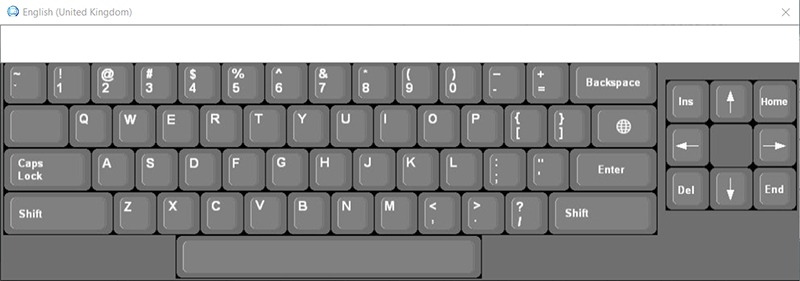 English (United Kingdom)
~ ! @ # $ % ^ & * ( ) _ +
` 1 2 3 4 5 6 7 8 9 0 - = Backspace
Q W E R T Y U I O P { }
[ ]
Caps A S D F G H J K L : "
Lock ; ' Enter
Shift Z X C V B N M < > ? Shift
, . /
Ins Home
Del End